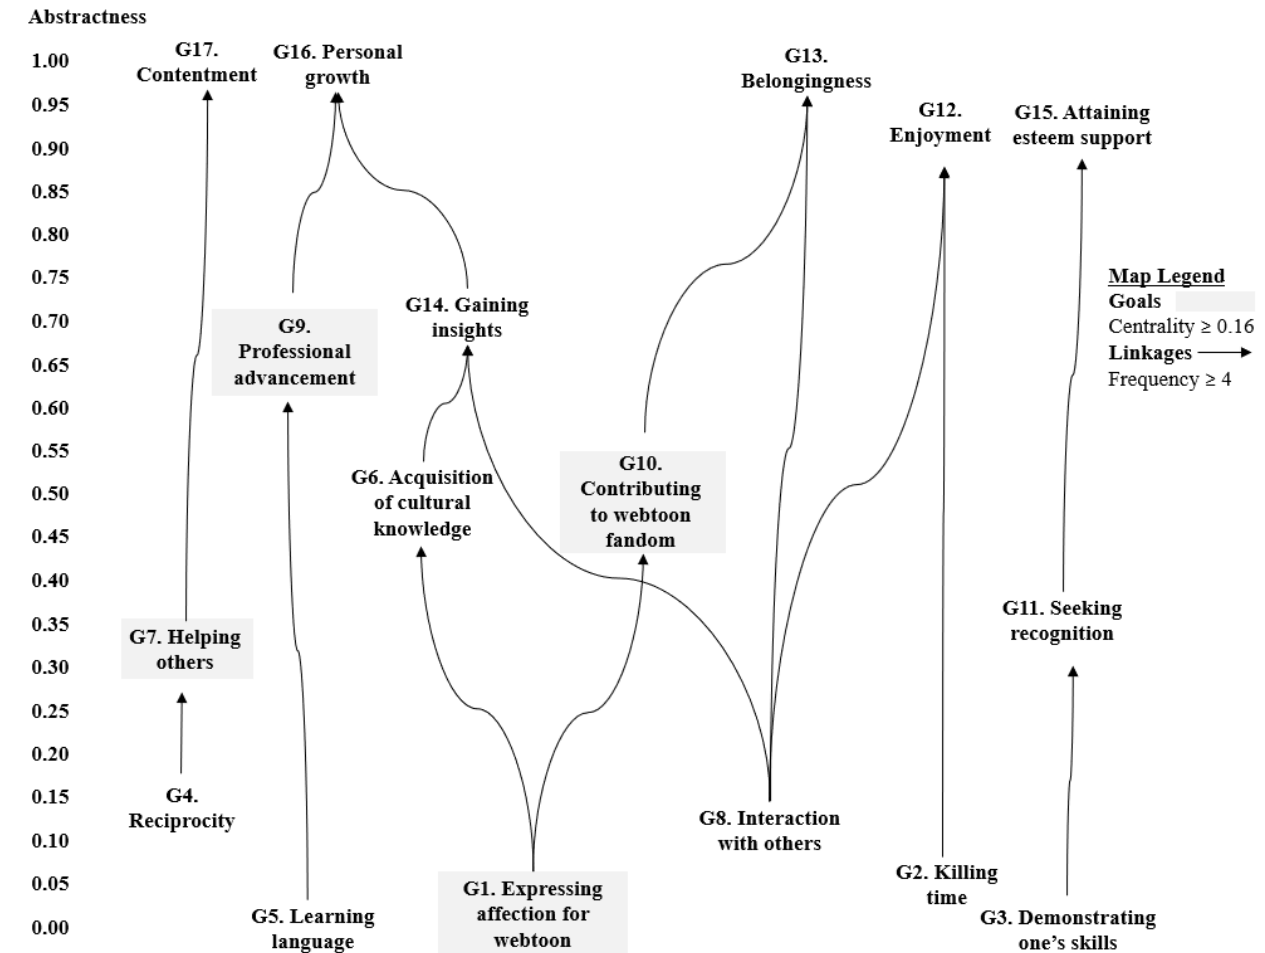 Abstractness
1.00
0.95
0.90
0.85
0.80
0.75
0.70
0.65
0.60
0.55
0.50
0.45
0.40
0.35
0.30
0.25
0.20
0.15
0.10
0.05
0.00
G17.
Contentment
G16. Personal
growth
G13.
Belongingness
G12.
Enjoyment
G15. Attaining
esteem support
Map Legend
Goals
Centrality ≥ 0.16
Linkages
Frequency ≥ 4
G14. Gaining
insights
G9.
Professional
advancement
G6. Acquisition
of cultural
knowledge
G10.
Contributing
to webtoon
fandom
G11. Seeking
recognition
G7. Helping
others
G4.
Reciprocity
G8. Interaction
with others
G2. Killing
time
G1. Expressing
affection for
webtoon
G5. Learning
language
G3. Demonstrating
one's skills